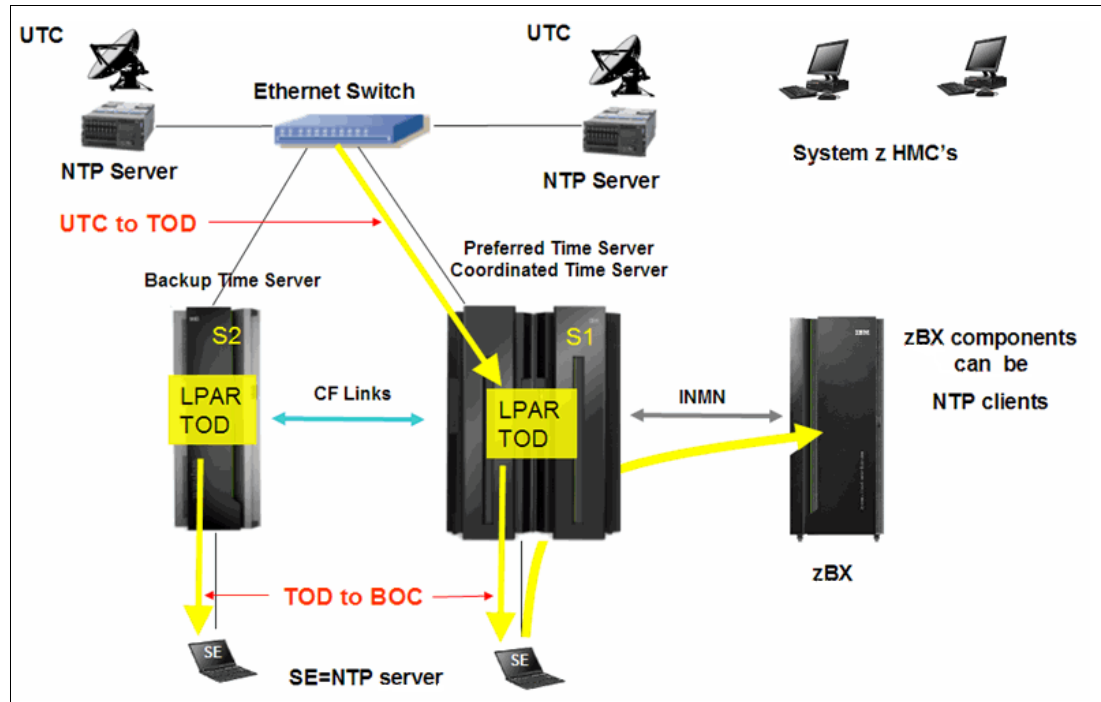 UTC
UTC
Ethernet Switch
NTP Server
NTP Server
System z HMC's
UTC to TOD
Preferred Time Server
Coordinated Time Server
Backup Time Server
S2
S1
zBX components
can be
NTP clients
LPAR
TOD
CF Links
LPAR
TOD
INMN
zBX
TOD to BOC
SE
SE=NTP server
SE